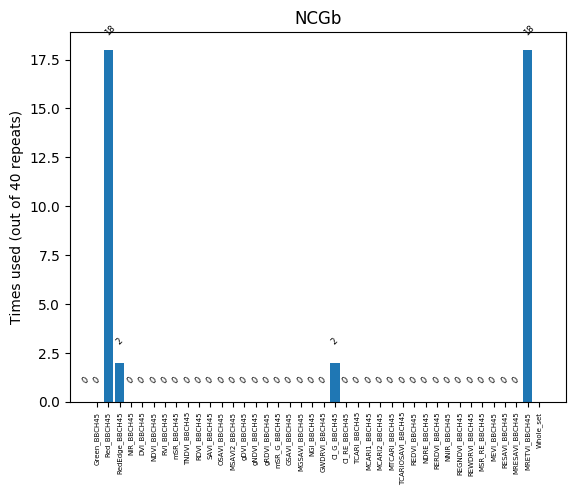 NCGb
Times used (out of 40 repeats)
17.5
15.0
12.5
10.0
7.5
5.0
2.5
0.0
0 0 18 2 0 0 0 0 0 0 0 0 0 0 0 0 0 0 0 0 0 0 2 0 0 0 0 0 0 0 0 0 0 0 0 0 0 0 0 18
Green_BBCH45
Red_BBCH45
RedEdge_BBCH45
NIR_BBCH45
DVI_BBCH45
NDVI_BBCH45
RVI_BBCH45
mSR_BBCH45
TNDVI_BBCH45
RDVI_BBCH45
SAVI_BBCH45
OSAVI_BBCH45
MSAVI2_BBCH45
gDVI_BBCH45
gNDVI_BBCH45
gRDVI_BBCH45
mSR_G_BBCH45
GSAVI_BBCH45
MGSAVI_BBCH45
NGI_BBCH45
GWDRVI_BBCH45
CI_G_BBCH45
CI_RE_BBCH45
TCARI_BBCH45
MCARI1_BBCH45
MCARI2_BBCH45
MTCARI_BBCH45
TCARIOSAVI_BBCH45
REDVI_BBCH45
NDRE_BBCH45
RERDVI_BBCH45
NNIR_BBCH45
REGNDVI_BBCH45
REWDRVI_BBCH45
MSR_RE_BBCH45
MEVI_BBCH45
RESAVI_BBCH45
MRESAVI_BBCH45
MRETVI_BBCH45
Whole_set